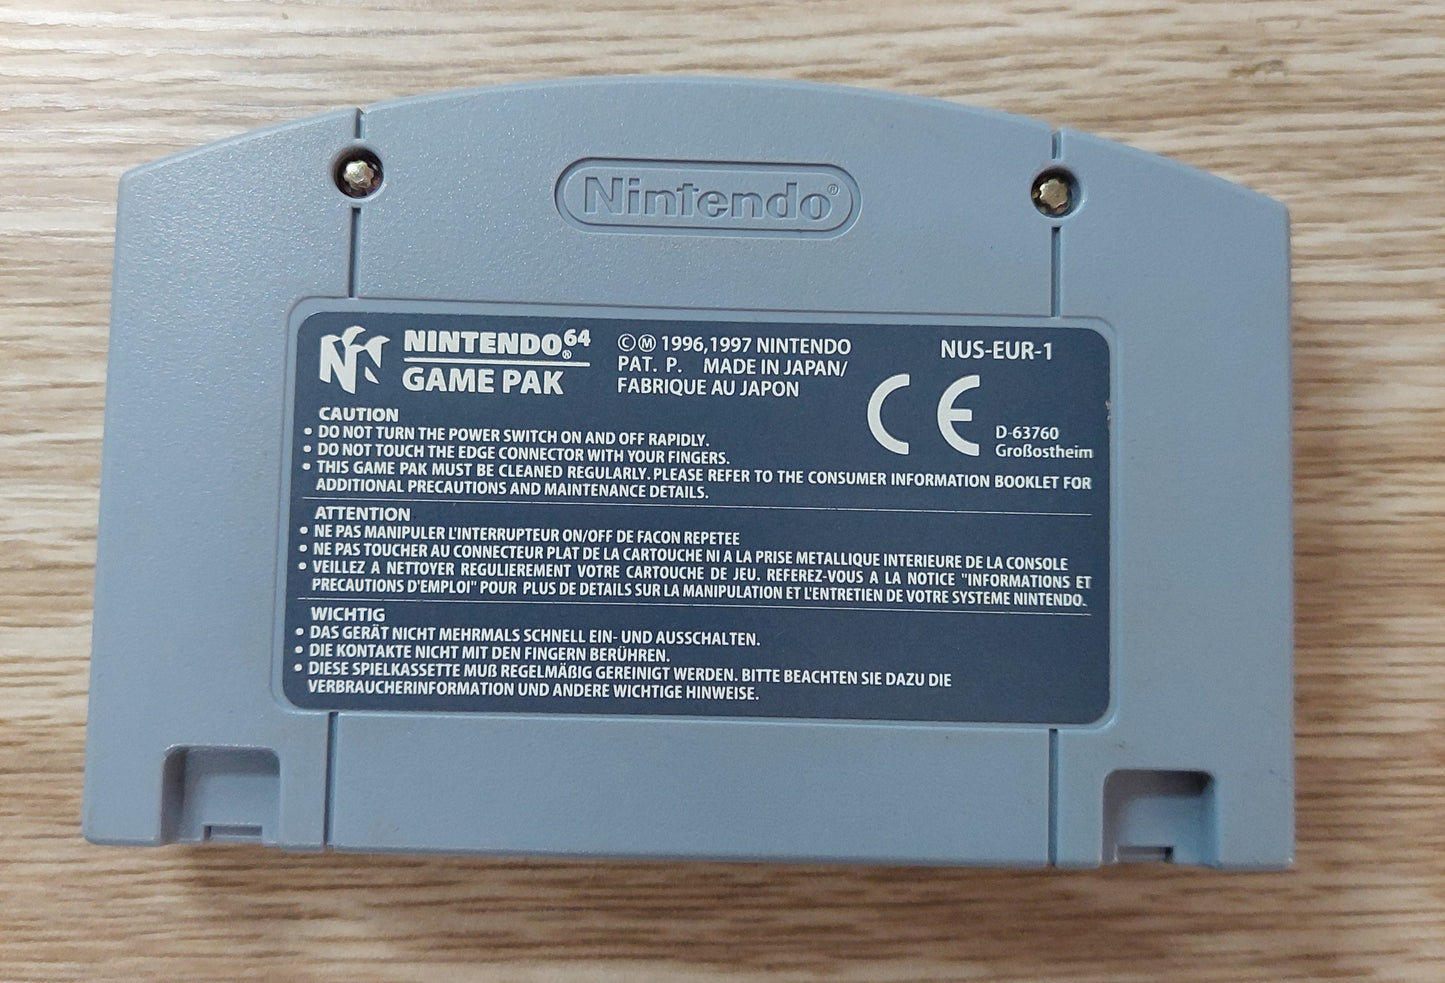 Nintendo®
NINTENDO64®
GAME PAK
ⒸⓂ 1996,1997 NINTENDO
PAT. P. MADE IN JAPAN/
FABRIQUE AU JAPON
NUS-EUR-1
CE
D-63760
Großostheim
CAUTION
• DO NOT TURN THE POWER SWITCH ON AND OFF RAPIDLY.
• DO NOT TOUCH THE EDGE CONNECTOR WITH YOUR FINGERS.
• THIS GAME PAK MUST BE CLEANED REGULARLY. PLEASE REFER TO THE CONSUMER INFORMATION BOOKLET FOR
ADDITIONAL PRECAUTIONS AND MAINTENANCE DETAILS.
ATTENTION
• NE PAS MANIPULER L'INTERRUPTEUR ON/OFF DE FACON REPETEE
• NE PAS TOUCHER AU CONNECTEUR PLAT DE LA CARTOUCHE NI A LA PRISE METALLIQUE INTERIEURE DE LA CONSOLE
• VEILLEZ A NETTOYER REGULIEREMENT VOTRE CARTOUCHE DE JEU. REFEREZ-VOUS A LA NOTICE "INFORMATIONS ET
PRECAUTIONS D'EMPLOI" POUR PLUS DE DETAILS SUR LA MANIPULATION ET L'ENTRETIEN DE VOTRE SYSTEME NINTENDO.
WICHTIG
• DAS GERÄT NICHT MEHRMALS SCHNELL EIN- UND AUSSCHALTEN.
• DIE KONTAKTE NICHT MIT DEN FINGERN BERÜHREN.
• DIESE SPIELKASSETTE MUß REGELMÄßIG GEREINIGT WERDEN. BITTE BEACHTEN SIE DAZU DIE
VERBRAUCHERINFORMATION UND ANDERE WICHTIGE HINWEISE.